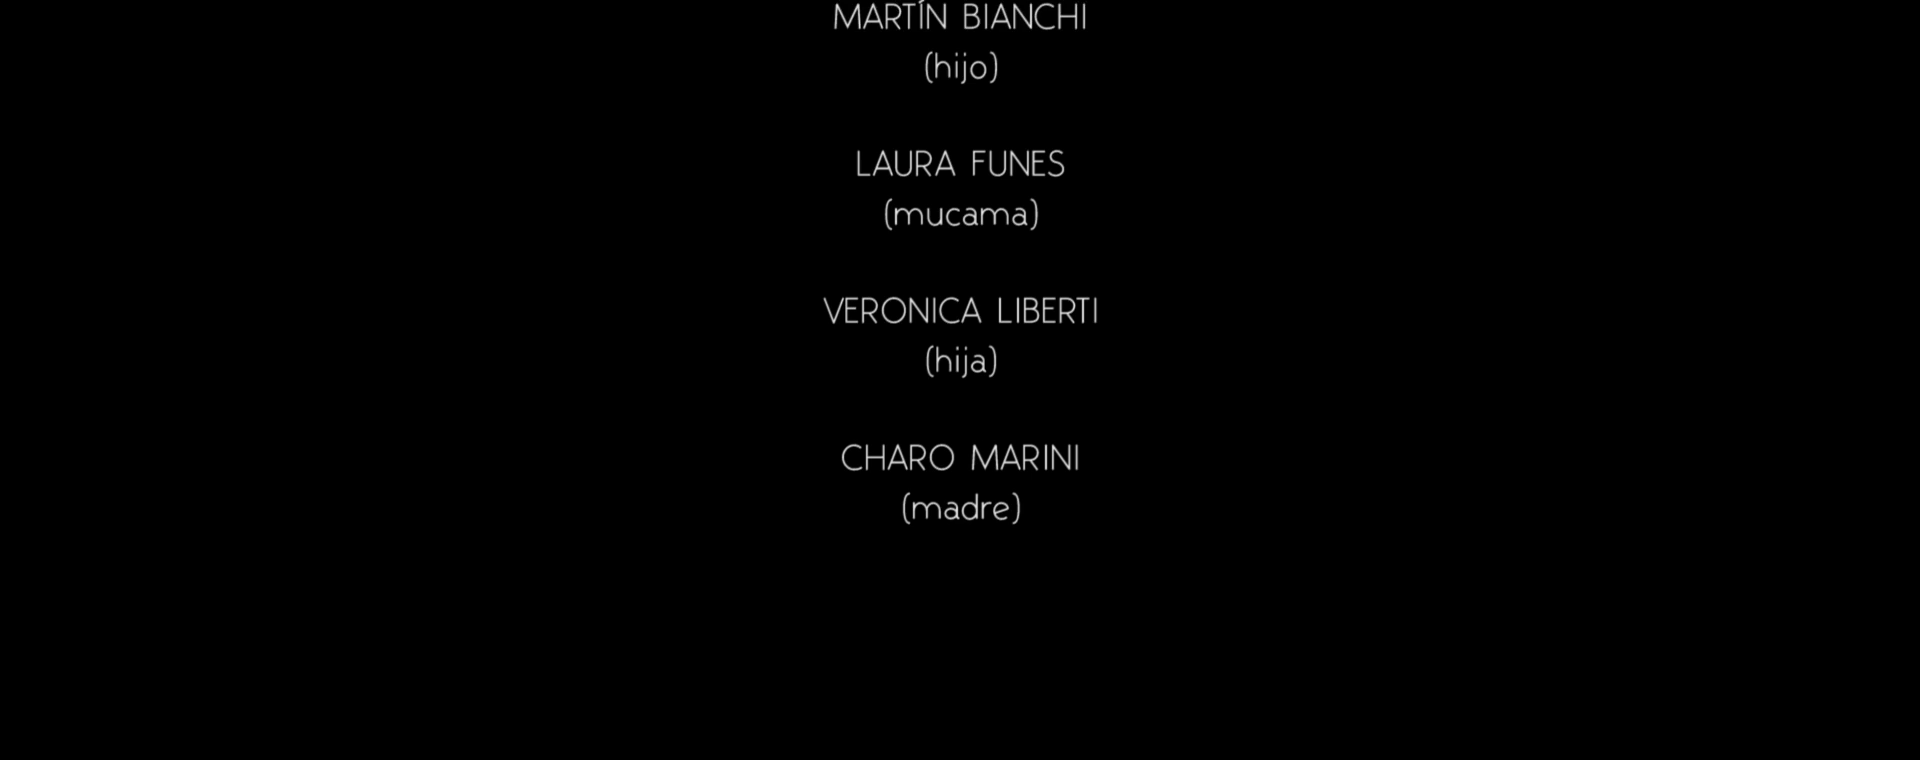 MARTÍN BIANCHI
(hijo)
LAURA FUNES
(mucama)
VERONICA LIBERTI
(hija)
CHARO MARINI
(madre)